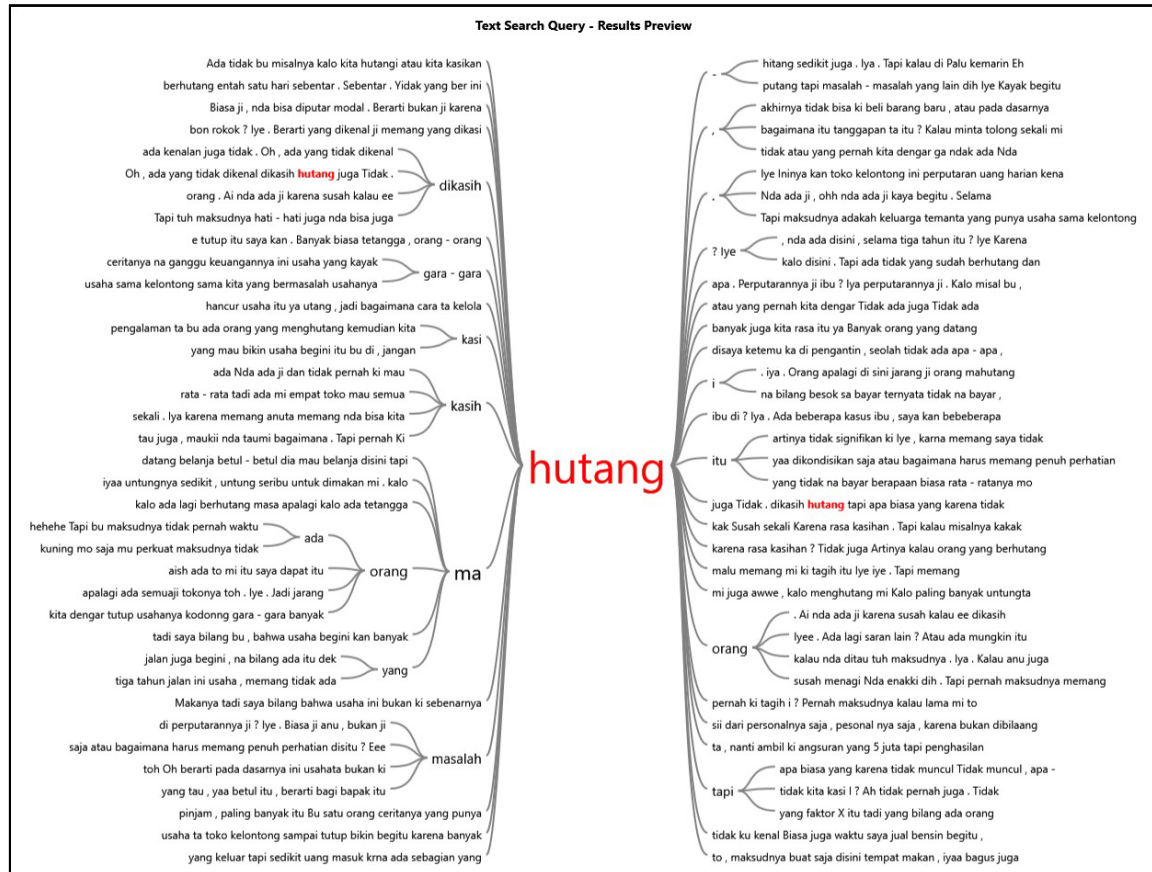 Text Search Query - Results Preview
Ada tidak bu misalnya kalo kita hutangi atau kita kasikan
berhutang entah satu hari sebentar . Sebentar . Yidak yang ber ini
Biasa ji , nda bisa diputar modal . Berarti bukan ji karena
bon rokok ? Iye . Berarti yang dikenal ji memang yang dikasi
ada kenalan juga tidak . Oh , ada yang tidak dikenal
Oh , ada yang tidak dikenal dikasih hutang juga Tidak .
orang . Ai nda ada ji karena susah kalau ee
Tapi tuh maksudnya hati - hati juga nda bisa juga
dikasih
e tutup itu saya kan . Banyak biasa tetangga , orang - orang
ceritanya na ganggu keuangannya ini usaha yang kayak
usaha sama kelontong sama kita yang bermasalah usahanya
gara - gara
hancur usaha itu ya utang , jadi bagaimana cara ta kelola
pengalaman ta bu ada orang yang menghutang kemudian kita
yang mau bikin usaha begini itu bu di , jangan
kasi
ada Nda ada ji dan tidak pernah ki mau
rata - rata tadi ada mi empat toko mau semua
sekali . Iya karena memang anuta memang nda bisa kita
tau juga , maukii nda taumi bagaimana . Tapi pernah Ki
kasih
datang belanja betul - betul dia mau belanja disini tapi
iyaa untungnya sedikit , untung seribu untuk dimakan mi . kalo
kalo ada lagi berhutang masa apalagi kalo ada tetangga
hehehe Tapi bu maksudnya tidak pernah waktu
kuning mo saja mu perkuat maksudnya tidak
ada
aish ada to mi itu saya dapat itu
apalagi ada semuaji tokonya toh . Iye . Jadi jarang
kita dengar tutup usahanya kodonng gara - gara banyak
orang
tadi saya bilang bu , bahwa usaha begini kan banyak
jalan juga begini , na bilang ada itu dek
tiga tahun jalan ini usaha , memang tidak ada
yang
ma
Makanya tadi saya bilang bahwa usaha ini bukan ki sebenarnya
di perputarannya ji ? Iye . Biasa ji anu , bukan ji
saja atau bagaimana harus memang penuh perhatian disitu ? Eee
toh Oh berarti pada dasarnya ini usahata bukan ki
yang tau , yaa betul itu , berarti bagi bapak itu
masalah
pinjam , paling banyak itu Bu satu orang ceritanya yang punya
usaha ta toko kelontong sampai tutup bikin begitu karena banyak
yang keluar tapi sedikit uang masuk krna ada sebagian yang
hutang
-
hitang sedikit juga . Iya . Tapi kalau di Palu kemarin Eh
putang tapi masalah - masalah yang lain dih Iye Kayak begitu
,
akhirnya tidak bisa ki beli barang baru , atau pada dasarnya
bagaimana itu tanggapan ta itu ? Kalau minta tolong sekali mi
tidak atau yang pernah kita dengar ga ndak ada Nda
.
Iye Ininya kan toko kelontong ini perputaran uang harian kena
Nda ada ji , ohh nda ada ji kaya begitu . Selama
Tapi maksudnya adakah keluarga temanta yang punya usaha sama kelontong
? Iye
, nda ada disini , selama tiga tahun itu ? Iye Karena
kalo disini . Tapi ada tidak yang sudah berhutang dan
apa . Perputarannya ji ibu ? Iya perputarannya ji . Kalo misal bu ,
atau yang pernah kita dengar Tidak ada juga Tidak ada
banyak juga kita rasa itu ya Banyak orang yang datang
disaya ketemu ka di pengantin , seolah tidak ada apa - apa ,
i
. iya . Orang apalagi di sini jarang ji orang mahutang
na bilang besok sa bayar ternyata tidak na bayar ,
ibu di ? Iya . Ada beberapa kasus ibu , saya kan bebeberapa
itu
artinya tidak signifikan ki Iye , karna memang saya tidak
yaa dikondisikan saja atau bagaimana harus memang penuh perhatian
yang tidak na bayar berapaan biasa rata - ratanya mo
juga Tidak . dikasih hutang tapi apa biasa yang karena tidak
kak Susah sekali Karena rasa kasihan . Tapi kalau misalnya kakak
karena rasa kasihan ? Tidak juga Artinya kalau orang yang berhutang
malu memang mi ki tagih itu Iye iye . Tapi memang
mi juga awwe , kalo menghutang mi Kalo paling banyak untungta
orang
. Ai nda ada ji karena susah kalau ee dikasih
Iyee . Ada lagi saran lain ? Atau ada mungkin itu
kalau nda ditau tuh maksudnya . Iya . Kalau anu juga
susah menagi Nda enakki dih . Tapi pernah maksudnya memang
pernah ki tagih i ? Pernah maksudnya kalau lama mi to
sii dari personalnya saja , pesonal nya saja , karena bukan dibilaang
ta , nanti ambil ki angsuran yang 5 juta tapi penghasilan
tapi
apa biasa yang karena tidak muncul Tidak muncul , apa -
tidak kita kasi I ? Ah tidak pernah juga . Tidak
yang faktor X itu tadi yang bilang ada orang
tidak ku kenal Biasa juga waktu saya jual bensin begitu ,
to , maksudnya buat saja disini tempat makan , iyaa bagus juga